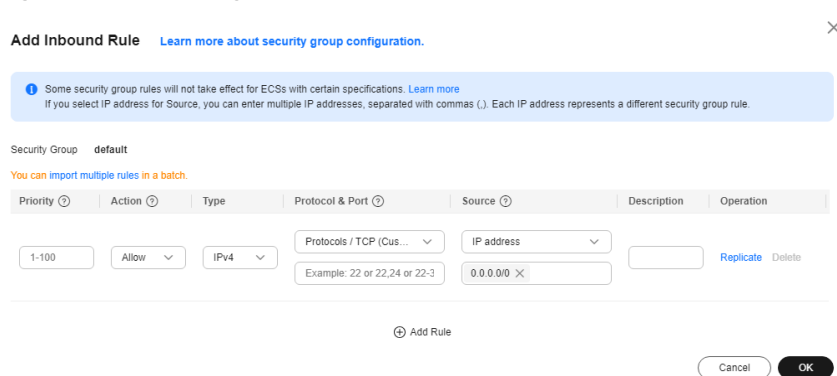 Add Inbound Rule Learn more about security group configuration.
Some security group rules will not take effect for ECSs with certain specifications. Learn more
If you select IP address for Source, you can enter multiple IP addresses, separated with commas (,). Each IP address represents a different security group rule.
Security Group default
You can import multiple rules in a batch.
Priority Action Type Protocol & Port Source Description Operation
Protocols / TCP (Cus... IP address
1-100 Allow IPv4 Replicate Delete
Example: 22 or 22,24 or 22-3 0.0.0.0/0
Add Rule
Cancel OK